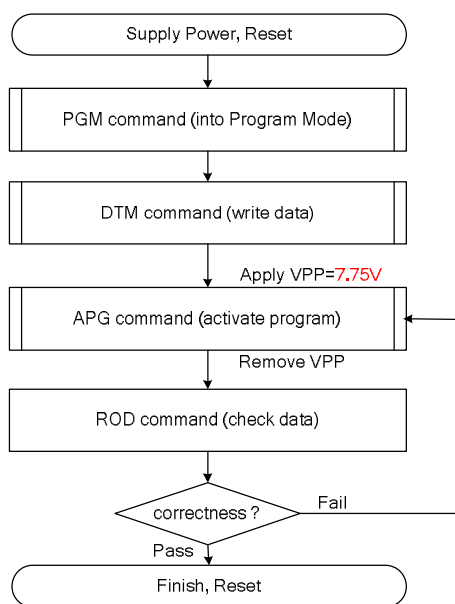 Supply Power, Reset
PGM command (into Program Mode)
DTM command (write data)
Apply VPP=7.75V
APG command (activate program)
Remove VPP
ROD command (check data)
correctness ?
Fail
Pass
Finish, Reset